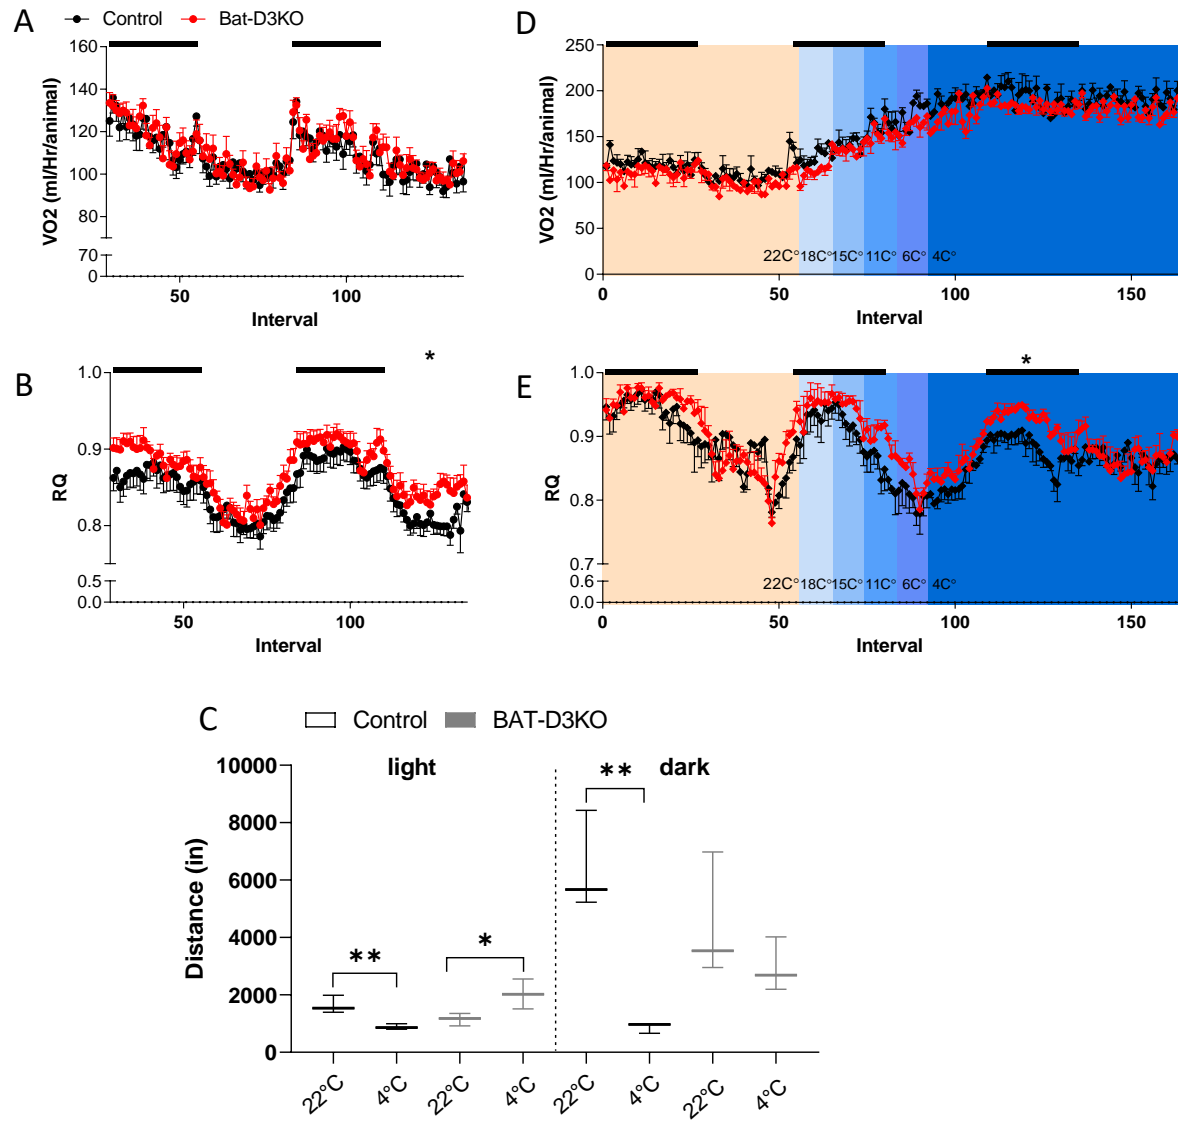 A
Control
Bat-D3KO
160
140
120
100
80
70
0
VO2 (ml/Hr/animal)
50
100
Interval
D
250
200
150
100
50
0
VO2 (ml/Hr/animal)
22C° 18C° 15C° 11C° 6C° 4C°
0
50
100
150
Interval
B
*
1.0
0.9
0.8
0.5
0.0
RQ
50
100
Interval
E
*
1.0
0.9
0.8
0.7
0.6
0.0
RQ
22C° 18C° 15C° 11C° 6C° 4C°
0
50
100
150
Interval
C
Control
BAT-D3KO
light
dark
10000
8000
6000
4000
2000
0
Distance (in)
**
*
**
22°C
4°C
22°C
4°C
22°C
4°C
22°C
4°C